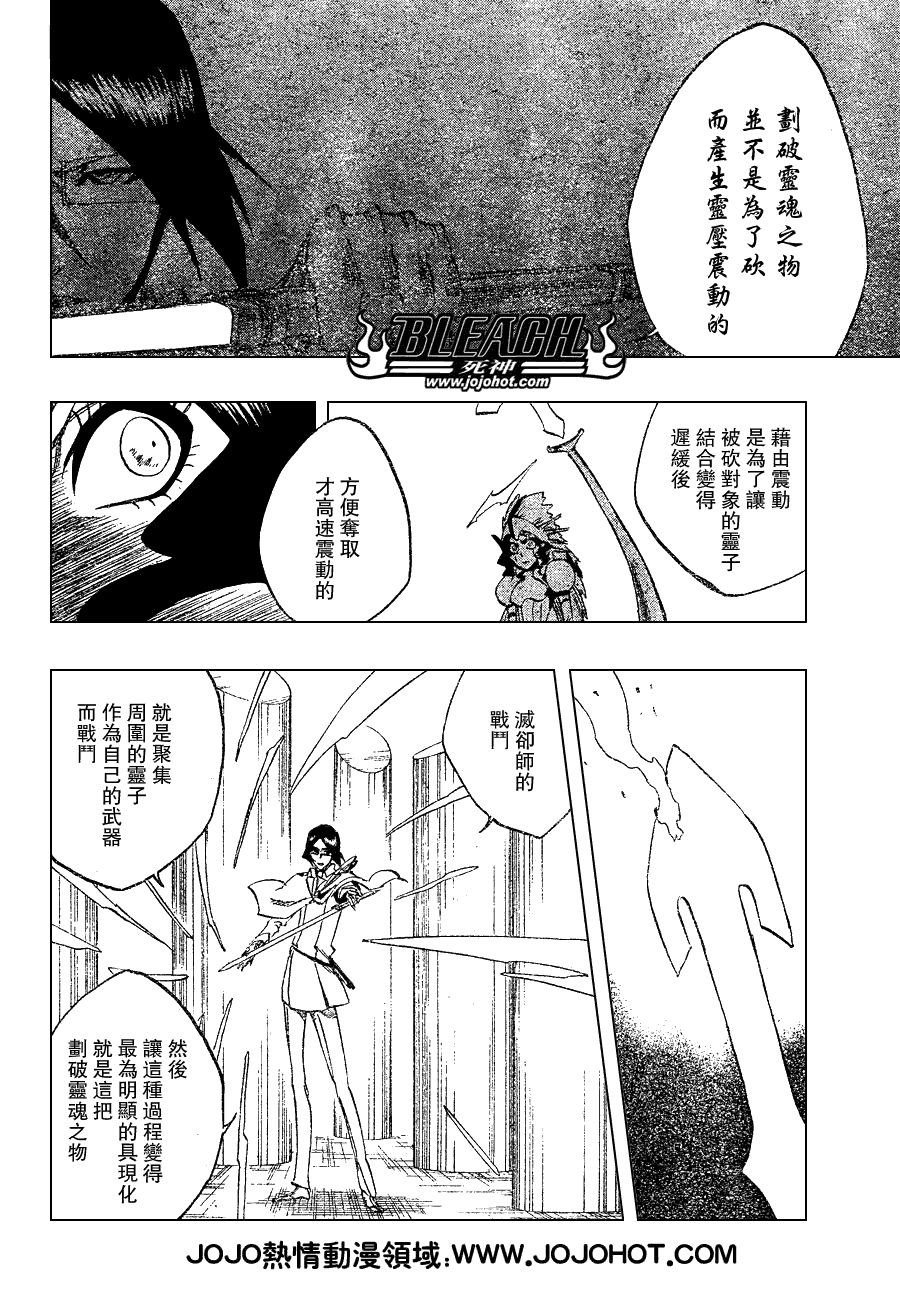 劃破靈魂之物
並不是為了砍
而產生靈壓震動的
BLEACH
死神
www.jojohot.com
藉由震動
是為了讓
被砍對象的靈子
結合變得
遲緩後
方便奪取
才高速震動的
滅卻師的
戰鬥
就是聚集
周圍的靈子
作為自己的武器
而戰鬥
然後
讓這種過程變得
最為明顯的具現化
就是這把
劃破靈魂之物
JOJO熱情動漫領域:WWW.JOJOHOT.COM